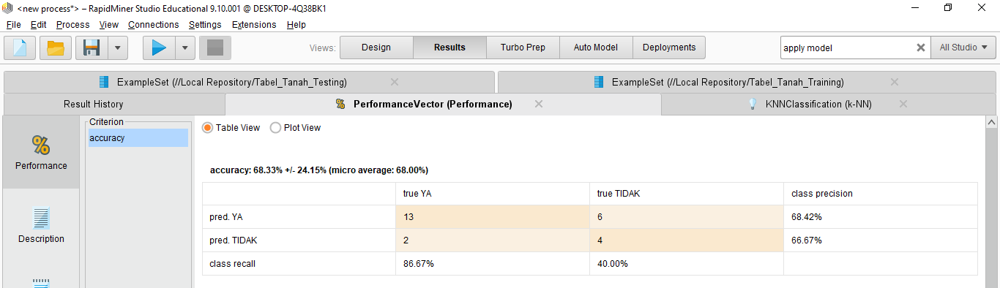 <new process*> – RapidMiner Studio Educational 9.10.001 @ DESKTOP-4Q38BK1
File Edit Process View Connections Settings Extensions Help
Views: Design Results Turbo Prep Auto Model Deployments apply model All Studio
ExampleSet (//Local Repository/Tabel_Tanah_Testing) ExampleSet (//Local Repository/Tabel_Tanah_Training)
Result History PerformanceVector (Performance) KNNClassification (k-NN)
Criterion
accuracy
% Performance
Description
Table View Plot View
accuracy: 68.33% +/- 24.15% (micro average: 68.00%)
true YA true TIDAK class precision
pred. YA 13 6 68.42%
pred. TIDAK 2 4 66.67%
class recall 86.67% 40.00%